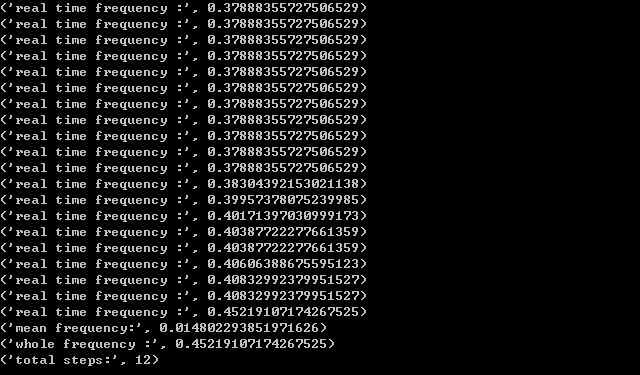 ('real time frequency :', 0.37888355727506529)
('real time frequency :', 0.37888355727506529)
('real time frequency :', 0.37888355727506529)
('real time frequency :', 0.37888355727506529)
('real time frequency :', 0.37888355727506529)
('real time frequency :', 0.37888355727506529)
('real time frequency :', 0.37888355727506529)
('real time frequency :', 0.37888355727506529)
('real time frequency :', 0.37888355727506529)
('real time frequency :', 0.37888355727506529)
('real time frequency :', 0.37888355727506529)
('real time frequency :', 0.38304392153021138)
('real time frequency :', 0.39957378075239985)
('real time frequency :', 0.40171397030999173)
('real time frequency :', 0.40387722277661359)
('real time frequency :', 0.40387722277661359)
('real time frequency :', 0.40606388675595123)
('real time frequency :', 0.40832992379951527)
('real time frequency :', 0.40832992379951527)
('real time frequency :', 0.45219107174267525)
('mean frequency:', 0.014802293851971626)
('whole frequency :', 0.45219107174267525)
('total steps:', 12)